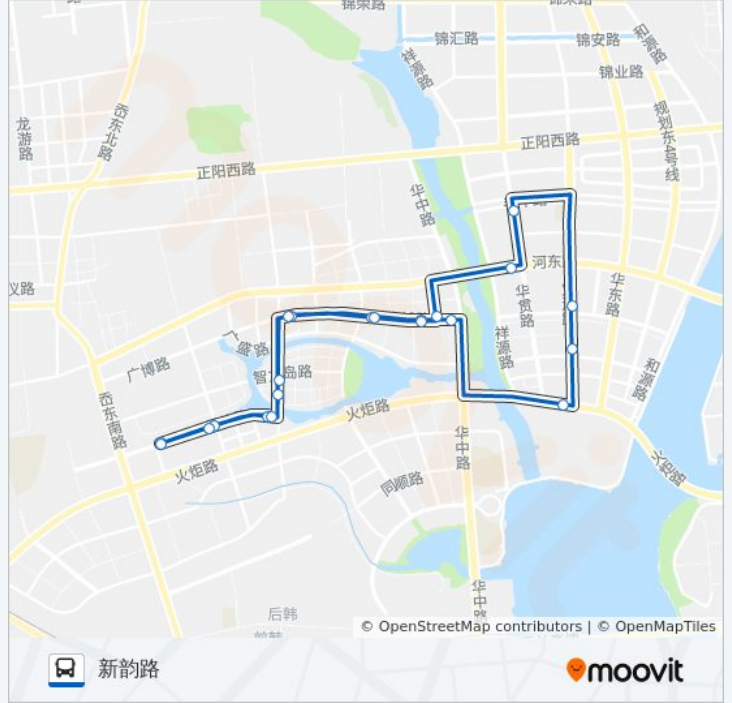 锦荣路
锦汇路
锦安路
和源路
祥源路
锦业路
岙东北路
龙游路
规划东4号线
正阳西路
正阳西路
华中路
河东
义路
华贯路
华东路
祥源路
广盛路
智力岛路
广博路
和源路
岙东南路
火炬路
火炬路
华中路
火炬路
同顺路
华中路
后韩
© OpenStreetMap contributors | © OpenMapTiles
新韵路
moovit